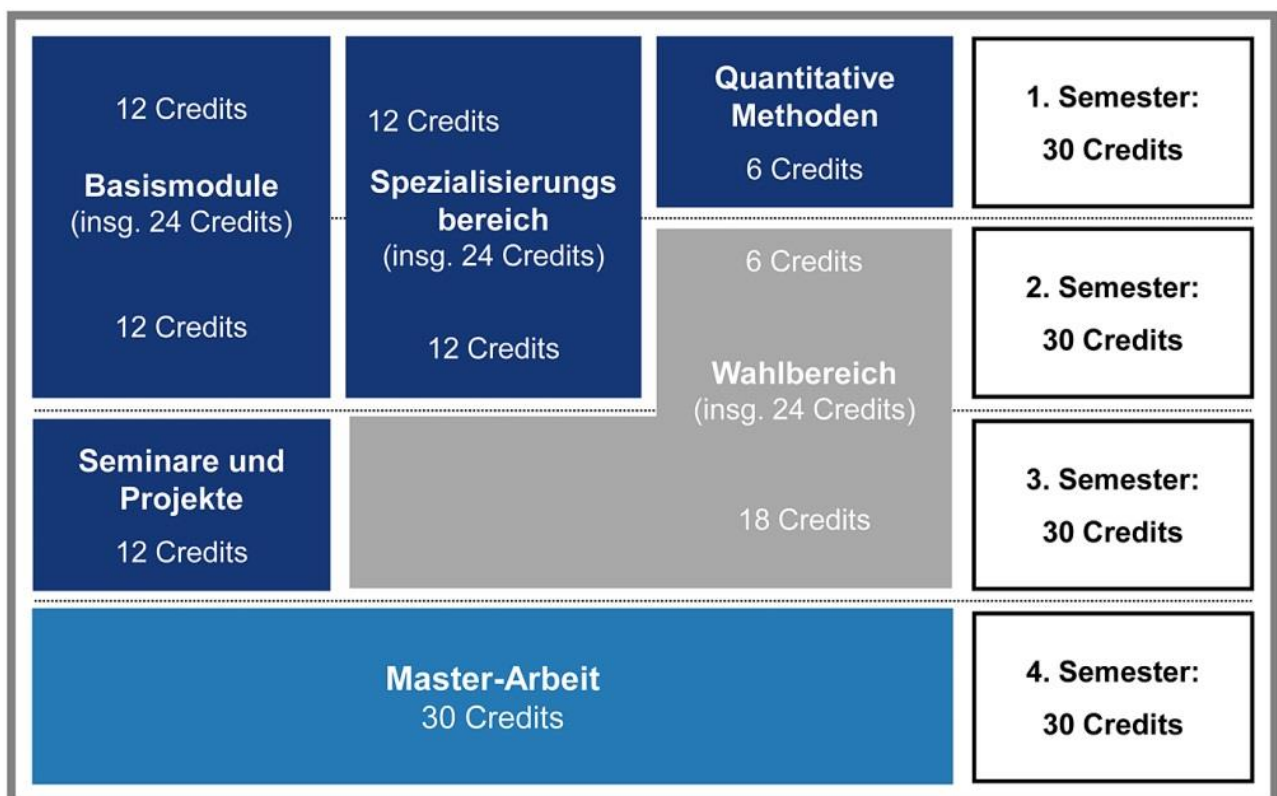 12 Credits
Basismodule
(insg. 24 Credits)
12 Credits
12 Credits
Spezialisierungs
bereich
(insg. 24 Credits)
12 Credits
Quantitative
Methoden
6 Credits
1. Semester:
30 Credits
6 Credits
Wahlbereich
(insg. 24 Credits)
18 Credits
2. Semester:
30 Credits
Seminare und
Projekte
12 Credits
3. Semester:
30 Credits
Master-Arbeit
30 Credits
4. Semester:
30 Credits